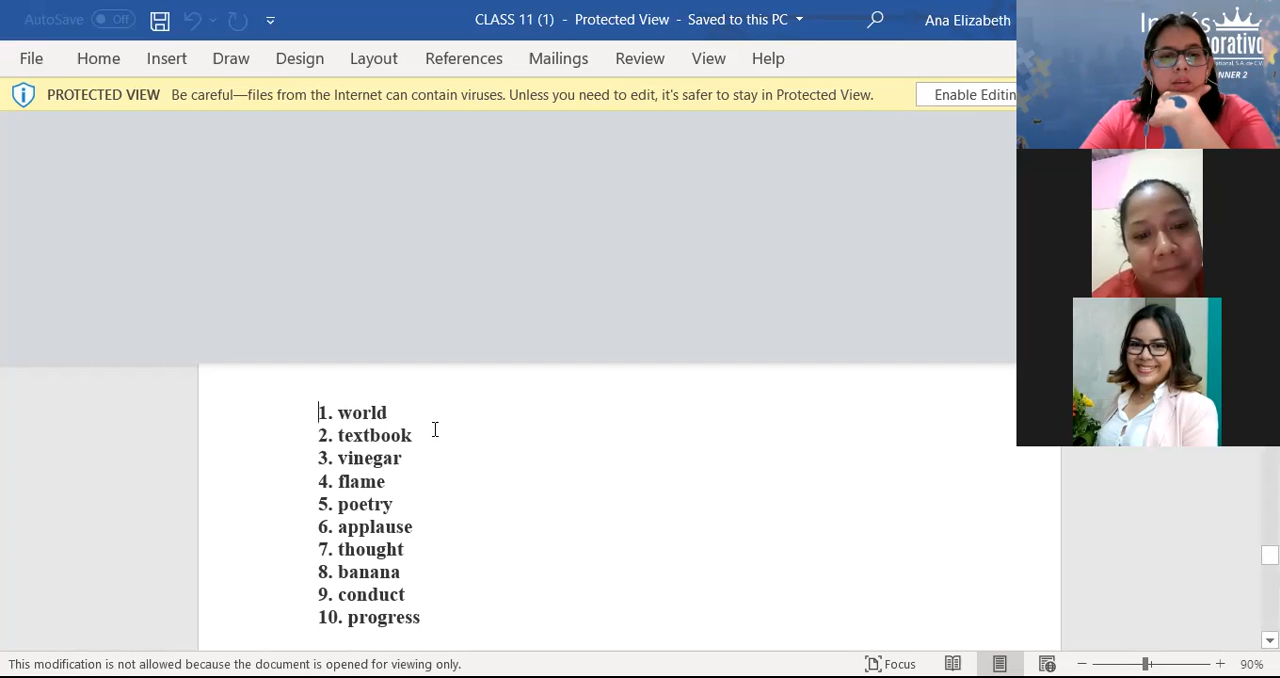 AutoSave Off
CLASS 11 (1) - Protected View - Saved to this PC
Ana Elizabeth
File Home Insert Draw Design Layout References Mailings Review View Help
PROTECTED VIEW Be careful—files from the Internet can contain viruses. Unless you need to edit, it's safer to stay in Protected View.
Enable Editin
1. world
2. textbook
3. vinegar
4. flame
5. poetry
6. applause
7. thought
8. banana
9. conduct
10. progress
This modification is not allowed because the document is opened for viewing only.
Focus
90%